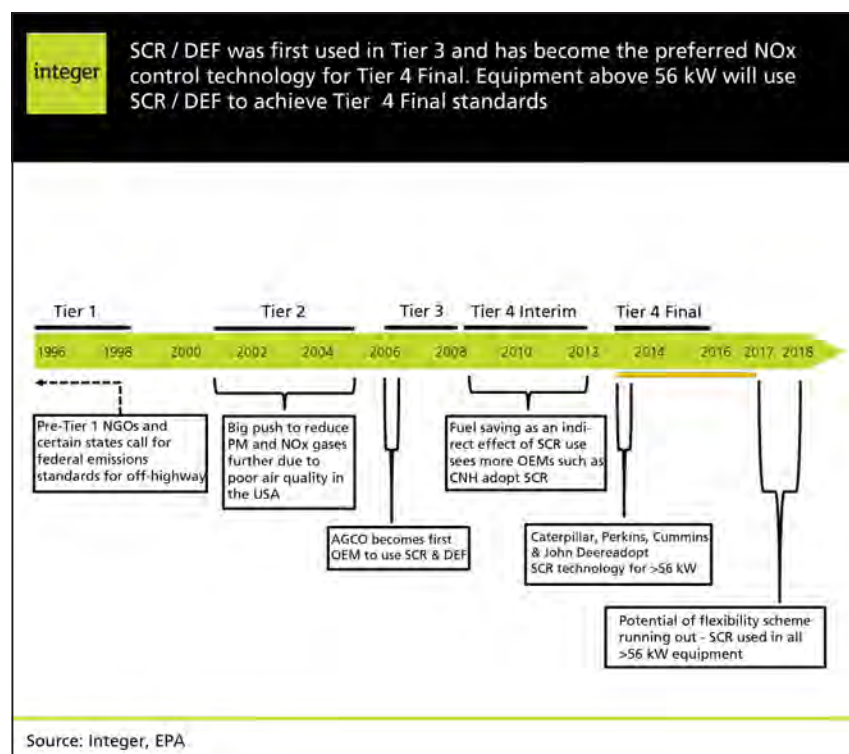 integer
SCR / DEF was first used in Tier 3 and has become the preferred NOx
control technology for Tier 4 Final. Equipment above 56 kW will use
SCR / DEF to achieve Tier 4 Final standards
Tier 1
Tier 2
Tier 3
Tier 4 Interim
Tier 4 Final
1996 1998 2000 2002 2004 2006 2008 2010 2012 2014 2016 2017 2018
Pre-Tier 1 NGOs and
certain states call for
federal emissions
standards for off-highway
Big push to reduce
PM and NOx gases
further due to
poor air quality in
the USA
Fuel saving as an indi-
rect effect of SCR use
sees more OEMs such as
CNH adopt SCR
AGCO becomes first
OEM to use SCR & DEF
Caterpillar, Perkins, Cummins
& John Deereadopt
SCR technology for >56 kW
Potential of flexibility scheme
running out - SCR used in all
>56 kW equipment
Source: Integer, EPA